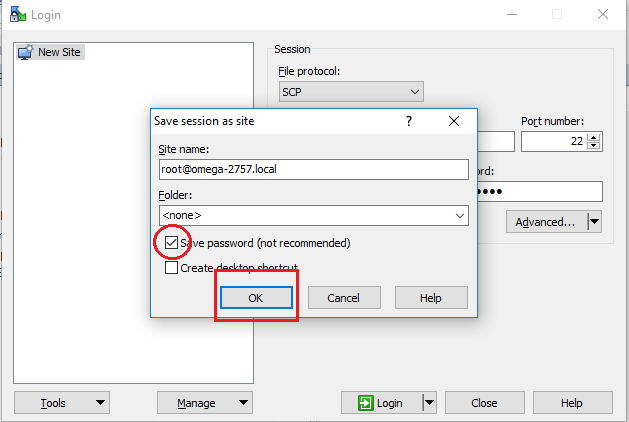 Login
New Site
Session
File protocol:
SCP
Port number:
22
Save session as site
?
Site name:
root@omega-2757.local
Folder:
<none>
Save password (not recommended)
Create desktop shortcut
OK
Cancel
Help
Advanced...
Tools
Manage
Login
Close
Help